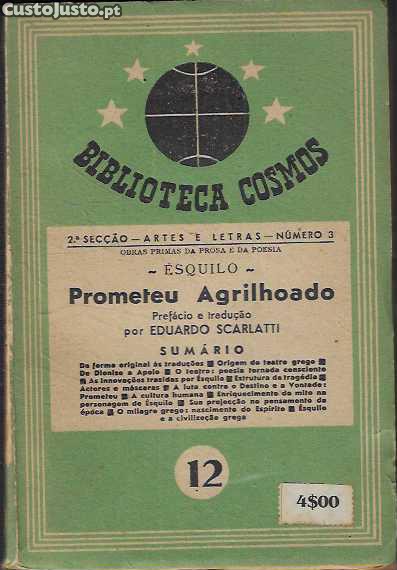 CustoJusto.pt
BIBLIOTECA COSMOS
2.ª SECÇÃO — ARTES E LETRAS — NÚMERO 3
OBRAS PRIMAS DA PROSA E DA POESIA
~ ÉSQUILO ~
Prometeu Agrilhoado
Prefácio e tradução
por EDUARDO SCARLATTI
SUMÁRIO
Da forma original às traduções ■ Origem do teatro grego ■
De Dioniso a Apolo ■ O teatro: poesia tornada consciente
■ As innovações trazidas por Ésquilo ■ Estrutura da tragédia ■
Actores e máscaras ■ A luta contra o Destino e a Vontade:
Prometeu ■ A cultura humana ■ Enriquecimento do mito na
personagem de Ésquilo ■ Sua projecção no pensamento da
época ■ O milagre grego: nascimento do Espírito ■ Ésquilo
e a civilização grega
12
4$00